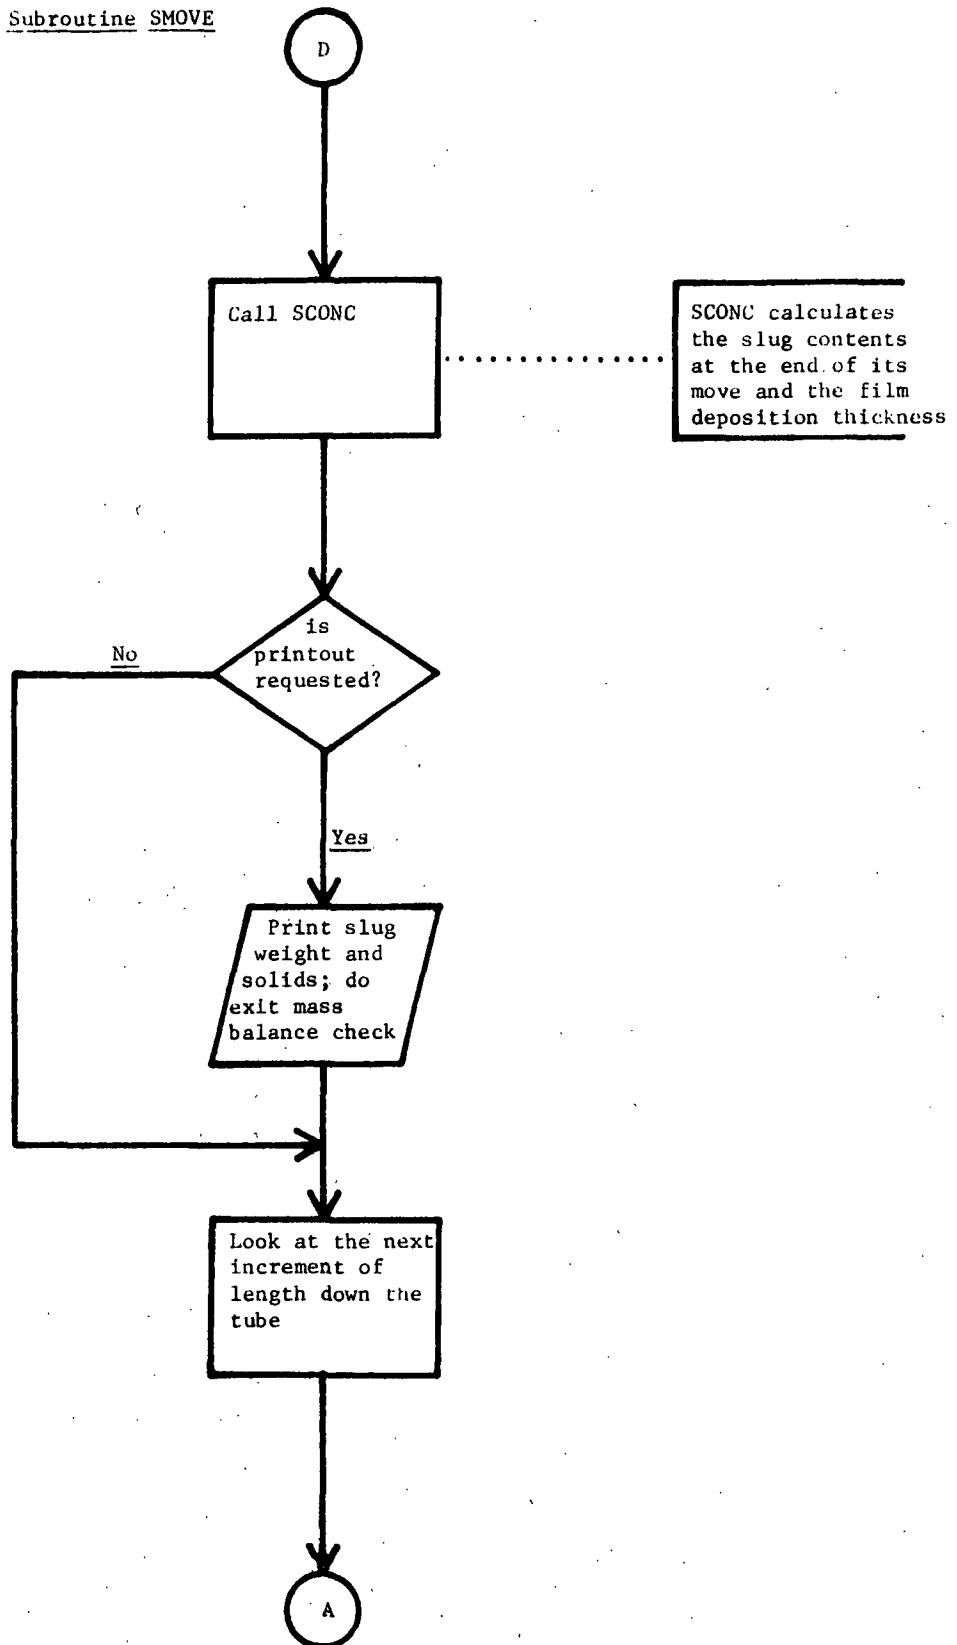 Subroutine SMOVE
D
Call SCONC
SCONC calculates
the slug contents
at the end of its
move and the film
deposition thickness
is
printout
requested?
No
Yes
Print slug
weight and
solids; do
exit mass
balance check
Look at the next
increment of
length down the
tube
A